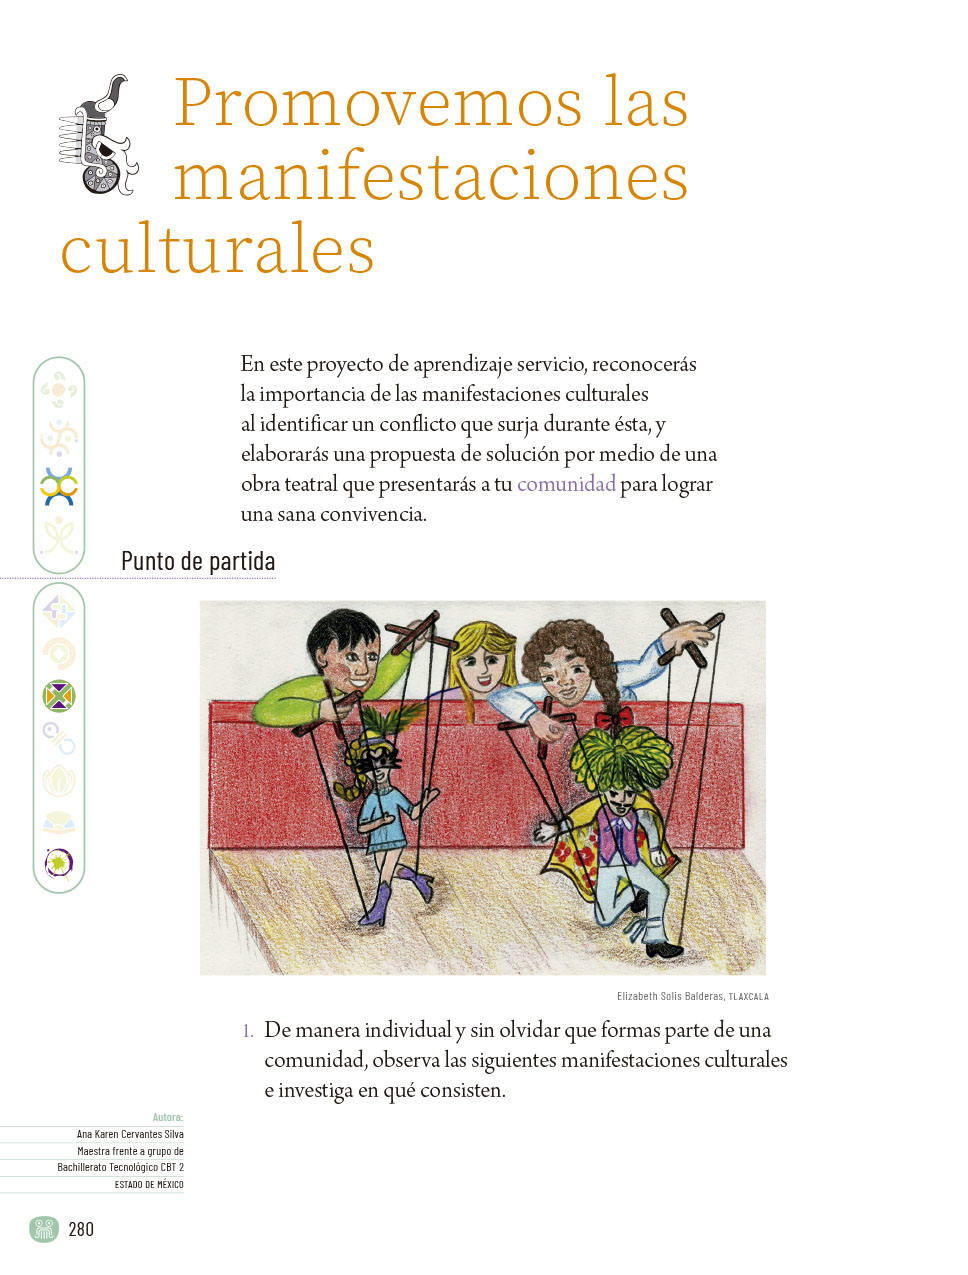 Promovemos las
manifestaciones
culturales
En este proyecto de aprendizaje servicio, reconocerás
la importancia de las manifestaciones culturales
al identificar un conflicto que surja durante ésta, y
elaborarás una propuesta de solución por medio de una
obra teatral que presentarás a tu comunidad para lograr
una sana convivencia.
Punto de partida
Elizabeth Solis Balderas, TLAXCALA
1. De manera individual y sin olvidar que formas parte de una
comunidad, observa las siguientes manifestaciones culturales
e investiga en qué consisten.
Autora:
Ana Karen Cervantes Silva
Maestra frente a grupo de
Bachillerato Tecnológico CBT 2
ESTADO DE MÉXICO
280